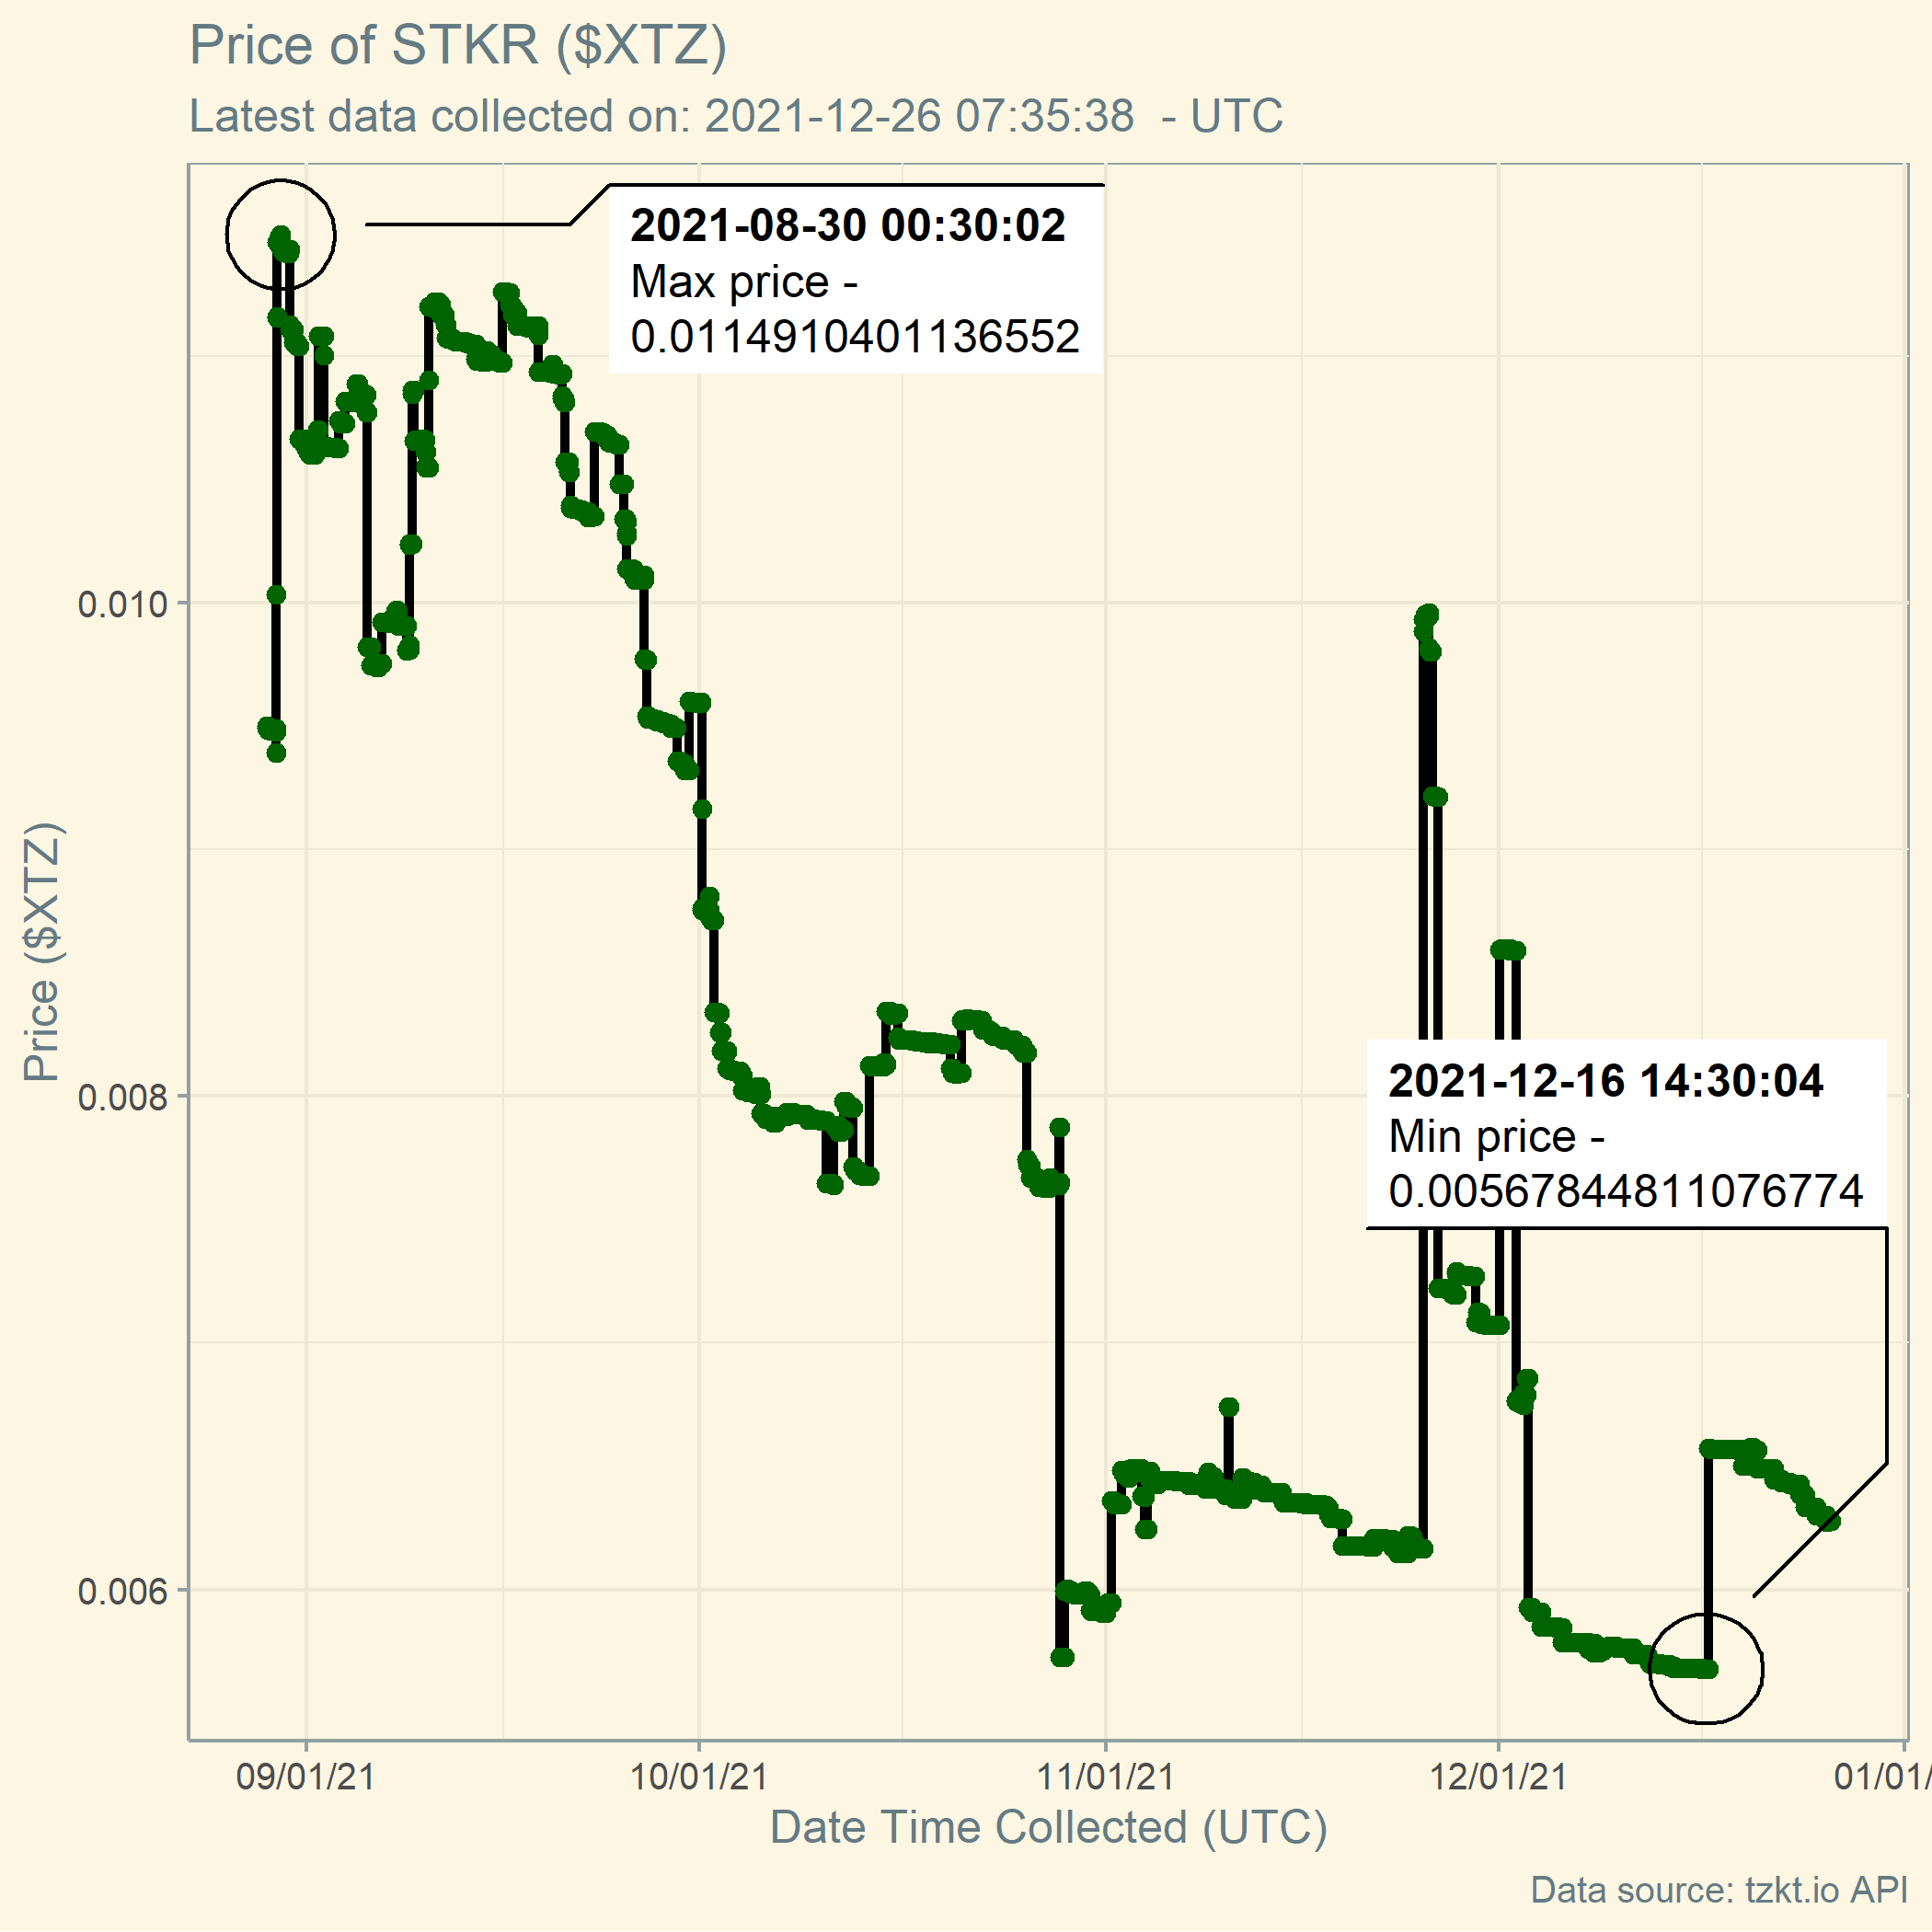 Price of STKR ($XTZ)
Latest data collected on: 2021-12-26 07:35:38 - UTC
2021-08-30 00:30:02
Max price -
0.0114910401136552
0.010
Price ($XTZ)
0.008
2021-12-16 14:30:04
Min price -
0.00567844811076774
0.006
09/01/21
10/01/21
11/01/21
12/01/21
01/01/
Date Time Collected (UTC)
Data source: tzkt.io API